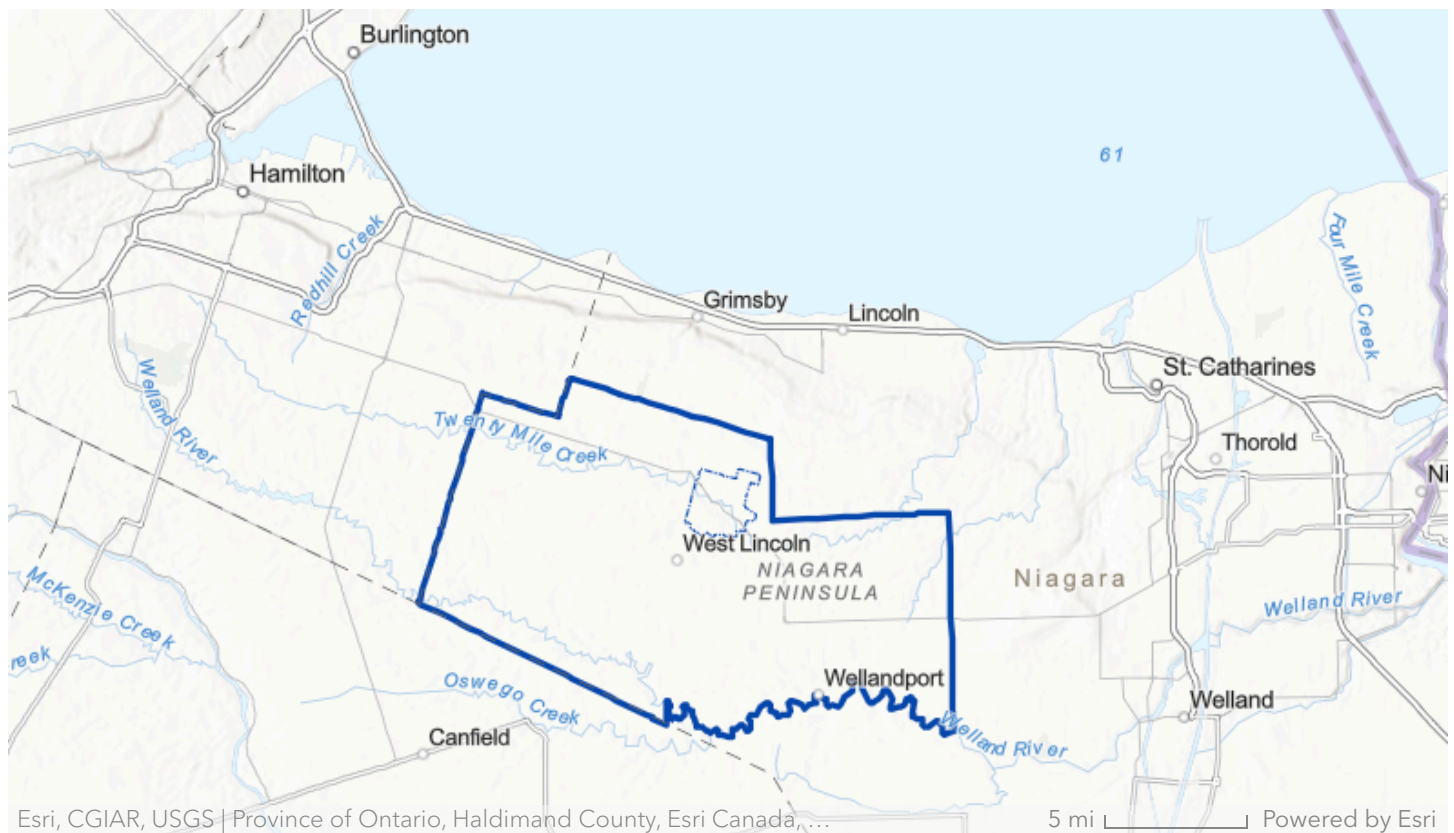 Burlington
61
Hamilton
Redhill Creek
Four Mile Creek
Grimsby
Lincoln
St. Catharines
Welland River
Twenty Mile Creek
Thorold
Ni
West Lincoln
NIAGARA
PENINSULA
Niagara
McKenzie Creek
Welland River
reek
Oswego Creek
Wellandport
Welland
Welland River
Canfield
Esri, CGIAR, USGS | Province of Ontario, Haldimand County, Esri Canada, ...
5 mi
Powered by Esri